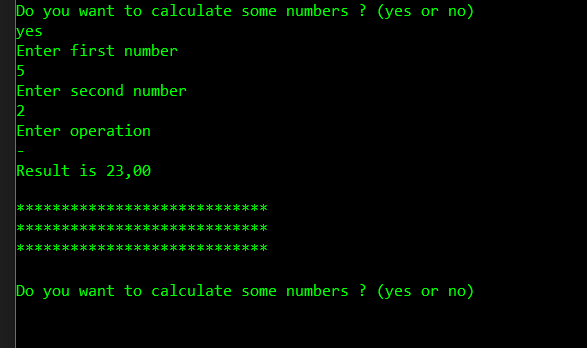 Do you want to calculate some numbers ? (yes or no)
yes
Enter first number
5
Enter second number
2
Enter operation
-
Result is 23,00
****************************
****************************
****************************
Do you want to calculate some numbers ? (yes or no)